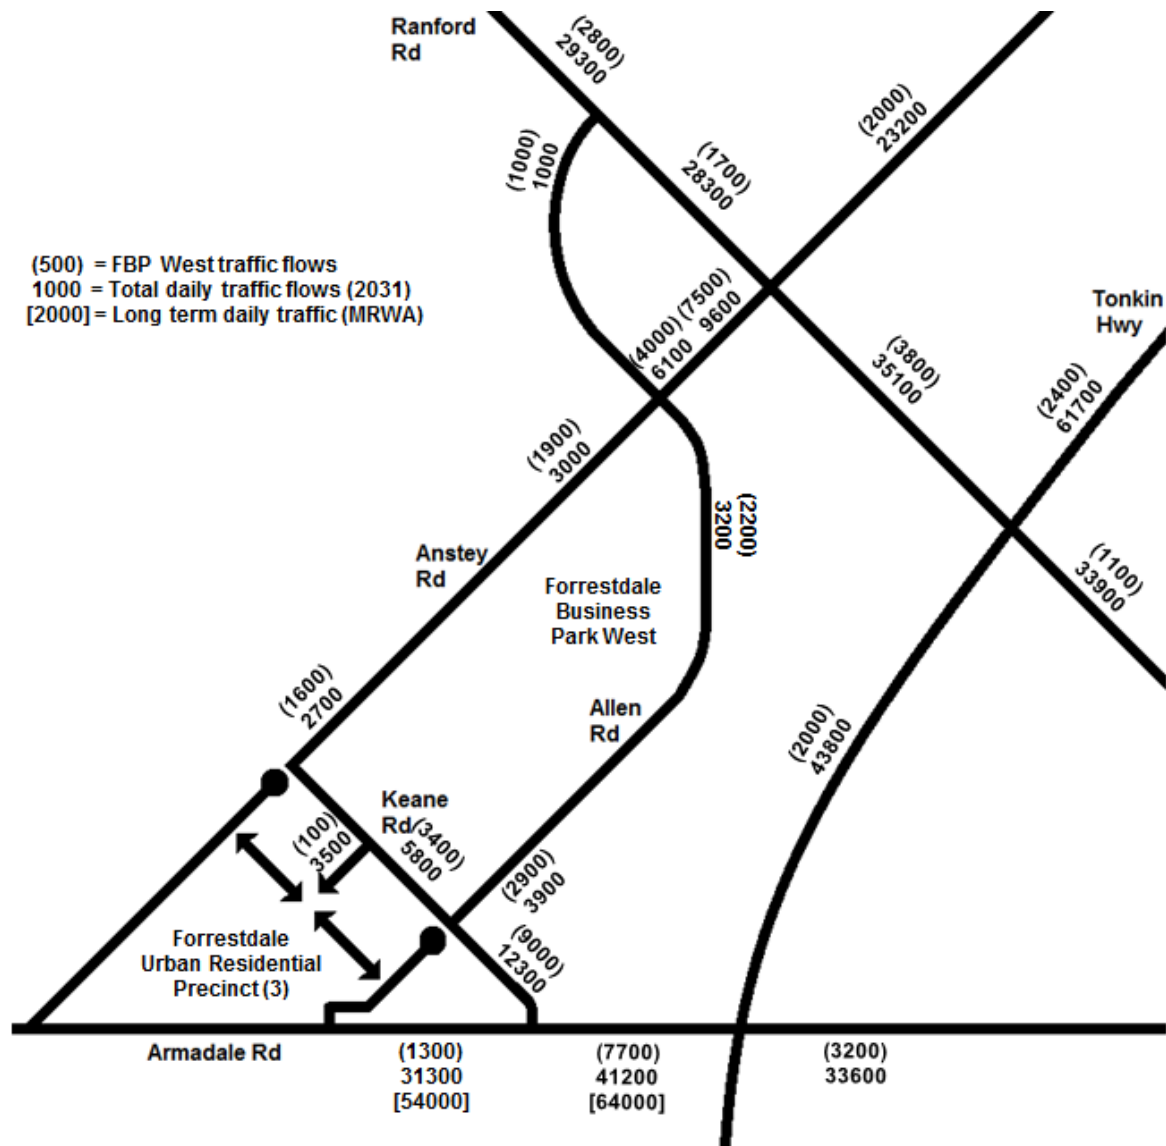 Ranford
Rd
(2800)
29300
(2000)
23200
(1000)
1000
(1700)
28300
(500) = FBP West traffic flows
1000 = Total daily traffic flows (2031)
[2000] = Long term daily traffic (MRWA)
(4000) (7500)
6100 9600
Tonkin
Hwy
(3800)
35100
(2400)
61700
(1900)
3000
(2200)
3200
Anstey
Rd
Forrestdale
Business
Park West
(1100)
33900
(1600)
2700
Allen
Rd
(2000)
43800
Keane
Rd
(3400)
5800
(100)
3500
(2900)
3900
(9000)
12300
Forrestdale
Urban Residential
Precinct (3)
Armadale Rd
(1300)
31300
[54000]
(7700)
41200
[64000]
(3200)
33600